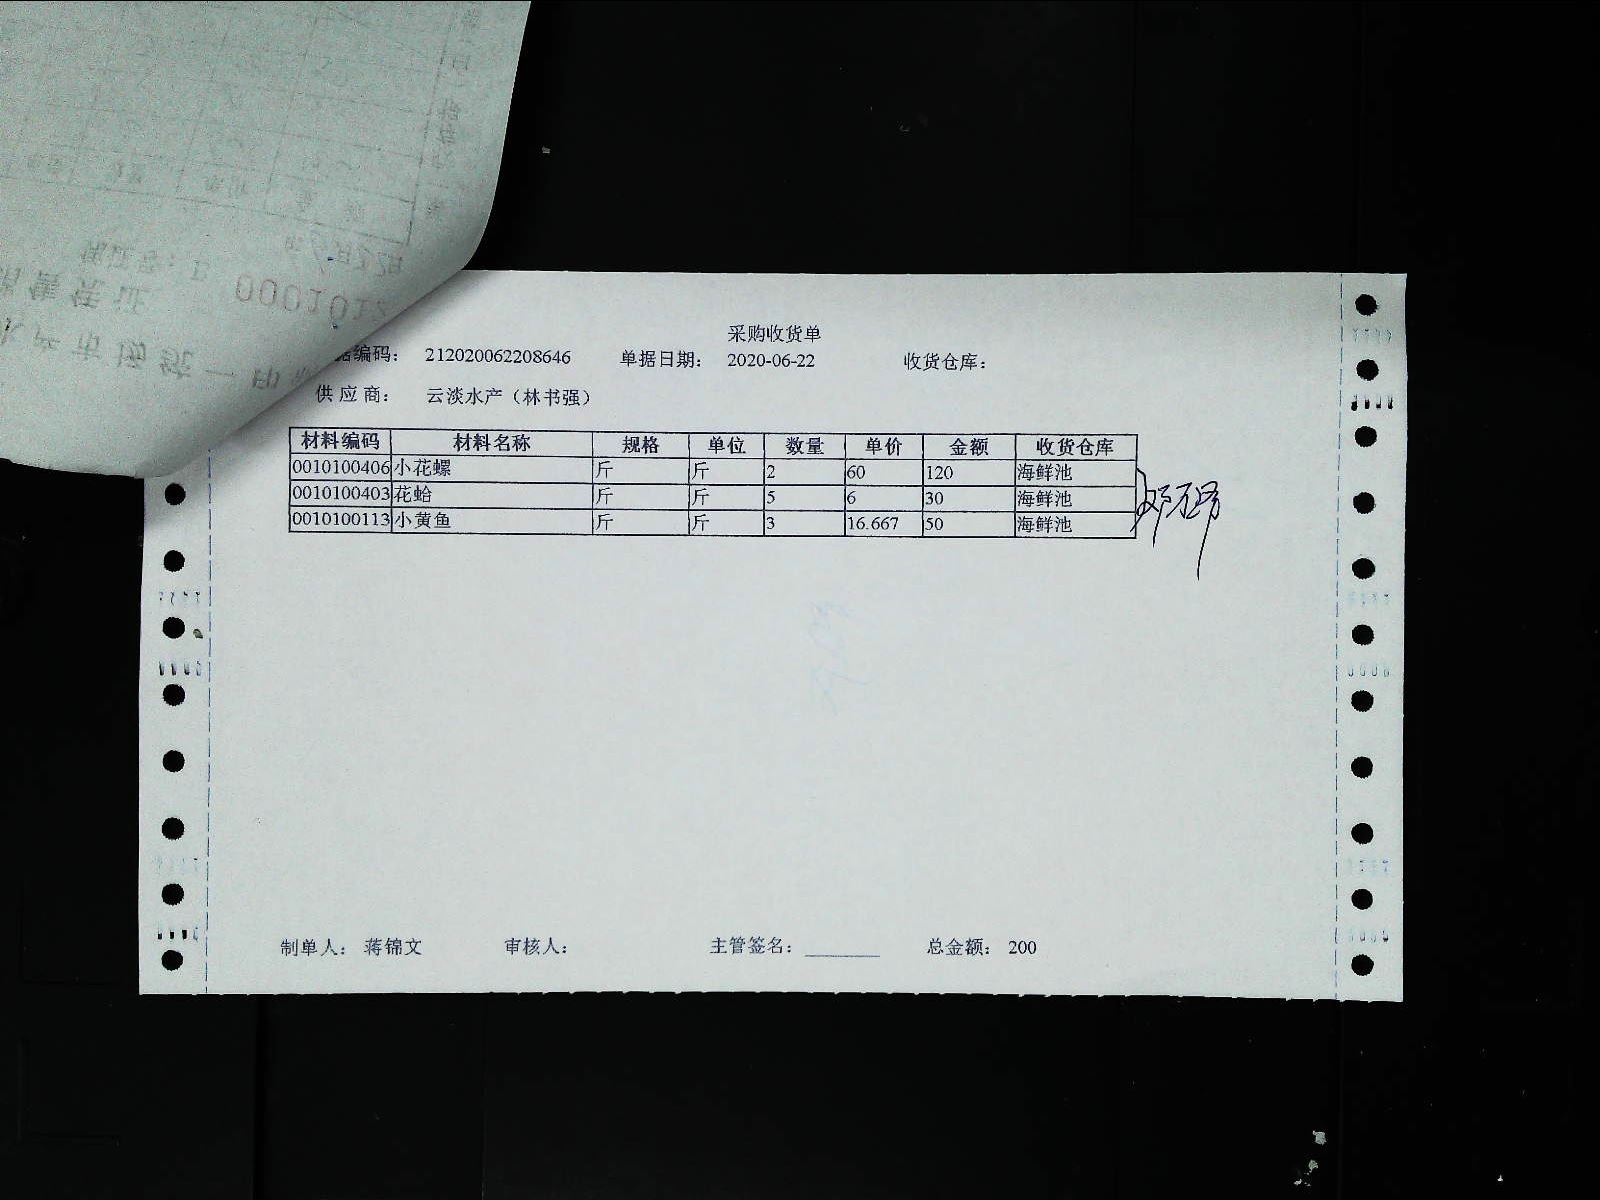 采购收货单
据编码： 212020062208646 单据日期： 2020-06-22 收货仓库：
供应商： 云淡水产（林书强）
材料编码 材料名称 规格 单位 数量 单价 金额 收货仓库
0010100406 小花螺 斤 斤 2 60 120 海鲜池
0010100403 花蛤 斤 斤 5 6 30 海鲜池
0010100113 小黄鱼 斤 斤 3 16.667 50 海鲜池
制单人： 蒋锦文 审核人： 主管签名： 总金额： 200